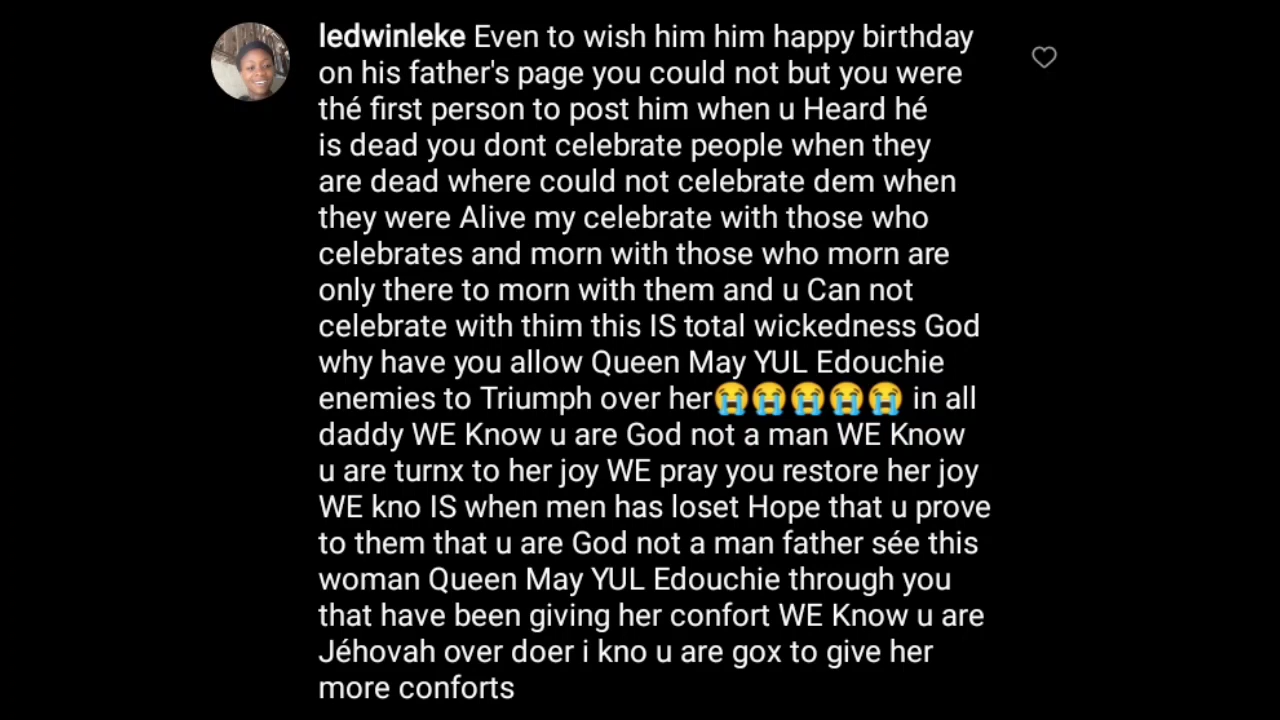 ledwinleke Even to wish him him happy birthday
on his father's page you could not but you were
thé first person to post him when u Heard hé
is dead you dont celebrate people when they
are dead where could not celebrate dem when
they were Alive my celebrate with those who
celebrates and morn with those who morn are
only there to morn with them and u Can not
celebrate with thim this IS total wickedness God
why have you allow Queen May YUL Edouchie
enemies to Triumph over her😭😭😭😭😭 in all
daddy WE Know u are God not a man WE Know
u are turnx to her joy WE pray you restore her joy
WE kno IS when men has loset Hope that u prove
to them that u are God not a man father sée this
woman Queen May YUL Edouchie through you
that have been giving her confort WE Know u are
Jéhovah over doer i kno u are gox to give her
more conforts